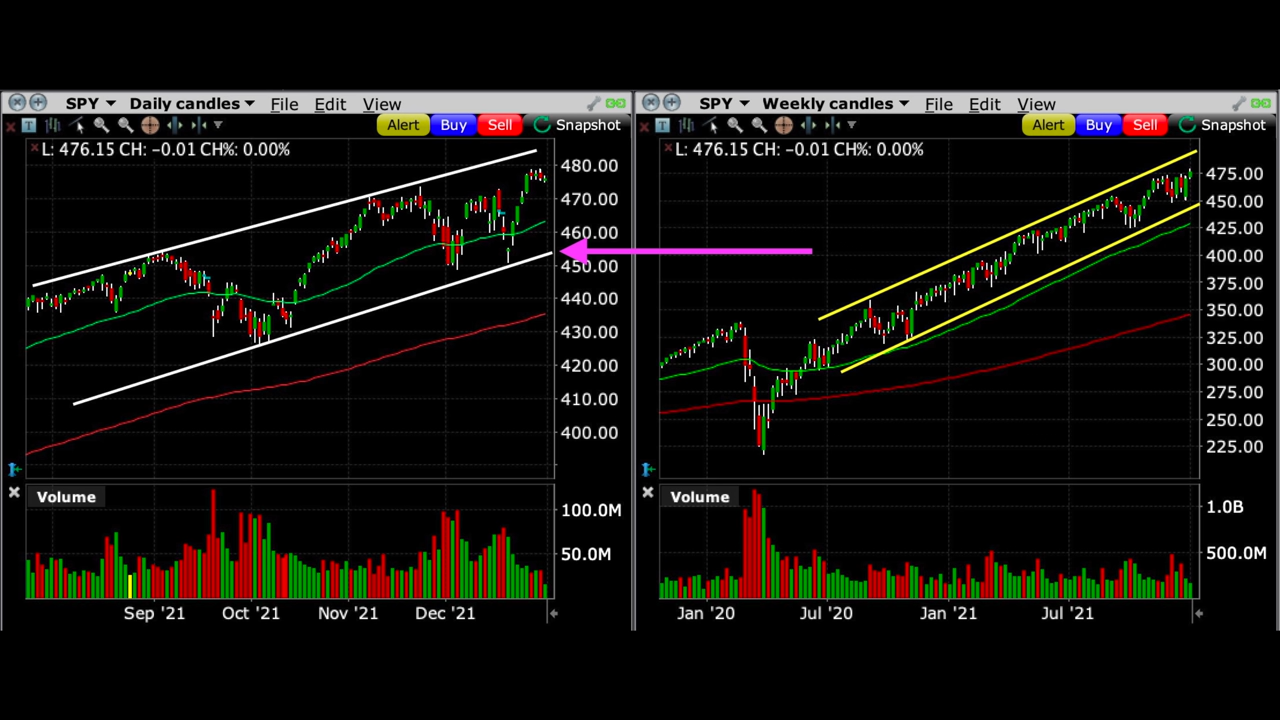 SPY Daily candles File Edit View
Alert Buy Sell Snapshot
L: 476.15 CH: −0.01 CH%: 0.00%
480.00
470.00
460.00
450.00
440.00
430.00
420.00
410.00
400.00
Volume
100.0M
50.0M
Sep '21 Oct '21 Nov '21 Dec '21
SPY Weekly candles File Edit View
T
Alert Buy Sell Snapshot
L: 476.15 CH: −0.01 CH%: 0.00%
475.00
450.00
425.00
400.00
375.00
350.00
325.00
300.00
275.00
250.00
225.00
Volume
1.0B
500.0M
Jan '20 Jul '20 Jan '21 Jul '21